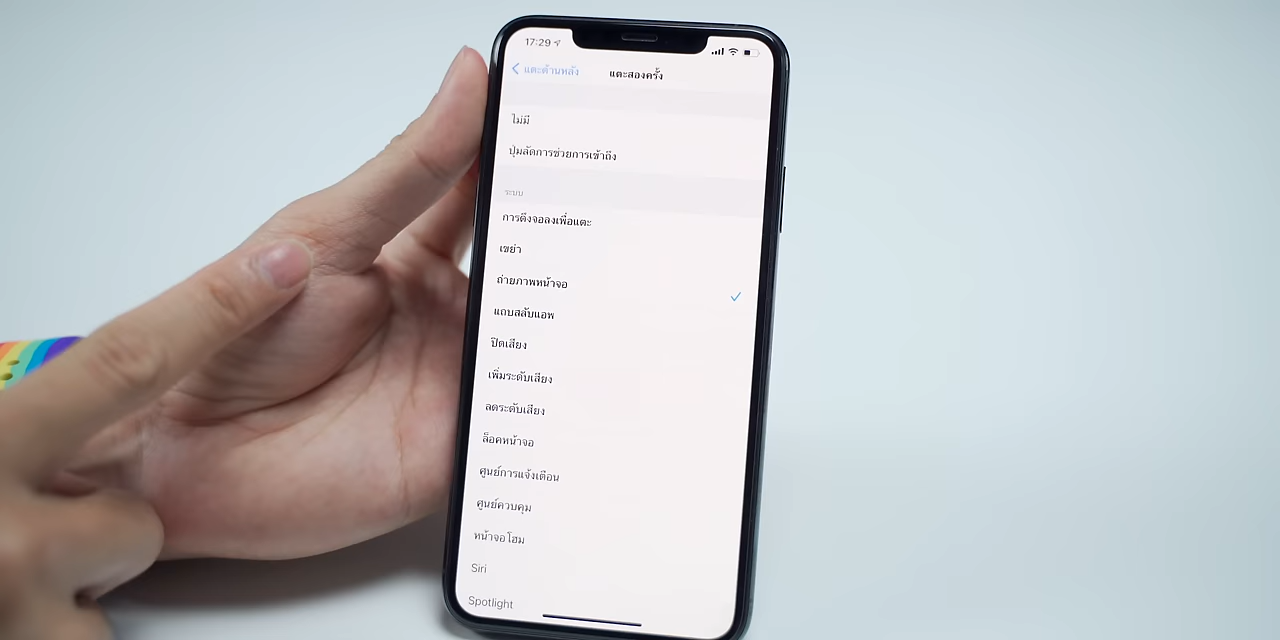 17:29
แตะด้านหลัง แตะสองครั้ง
ไม่มี
ปุ่มลัดการช่วยการเข้าถึง
ระบบ
การดึงจอลงเพื่อแตะ
เขย่า
ถ่ายภาพหน้าจอ
แถบสลับแอพ
ปิดเสียง
เพิ่มระดับเสียง
ลดระดับเสียง
ล็อคหน้าจอ
ศูนย์การแจ้งเตือน
ศูนย์ควบคุม
หน้าจอโฮม
Siri
Spotlight